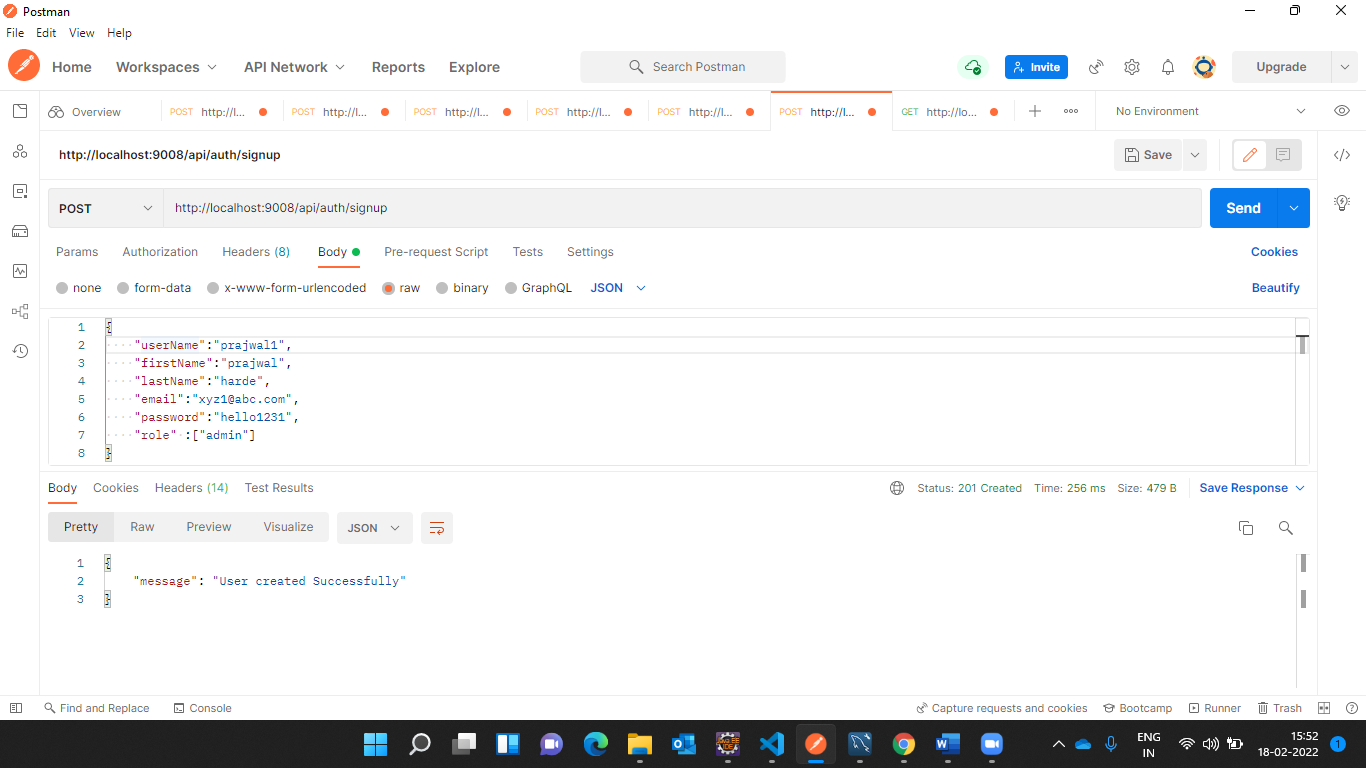 Postman
File Edit View Help
Home Workspaces API Network Reports Explore Search Postman Invite Upgrade
Overview POST http://l... POST http://l... POST http://l... POST http://l... POST http://l... POST http://l... GET http://lo... No Environment
http://localhost:9008/api/auth/signup Save
POST http://localhost:9008/api/auth/signup Send
Params Authorization Headers (8) Body Pre-request Script Tests Settings Cookies
none form-data x-www-form-urlencoded raw binary GraphQL JSON Beautify
1 {
2 "userName":"prajwal1",
3 "firstName":"prajwal",
4 "lastName":"harde",
5 "email":"xyz1@abc.com",
6 "password":"hello1231",
7 "role" :["admin"]
8 }
Body Cookies Headers (14) Test Results Status: 201 Created Time: 256 ms Size: 479 B Save Response
Pretty Raw Preview Visualize JSON
1 {
2 "message": "User created Successfully"
3 }
Find and Replace Console Capture requests and cookies Bootcamp Runner Trash
ENG 15:52
IN 18-02-2022 1